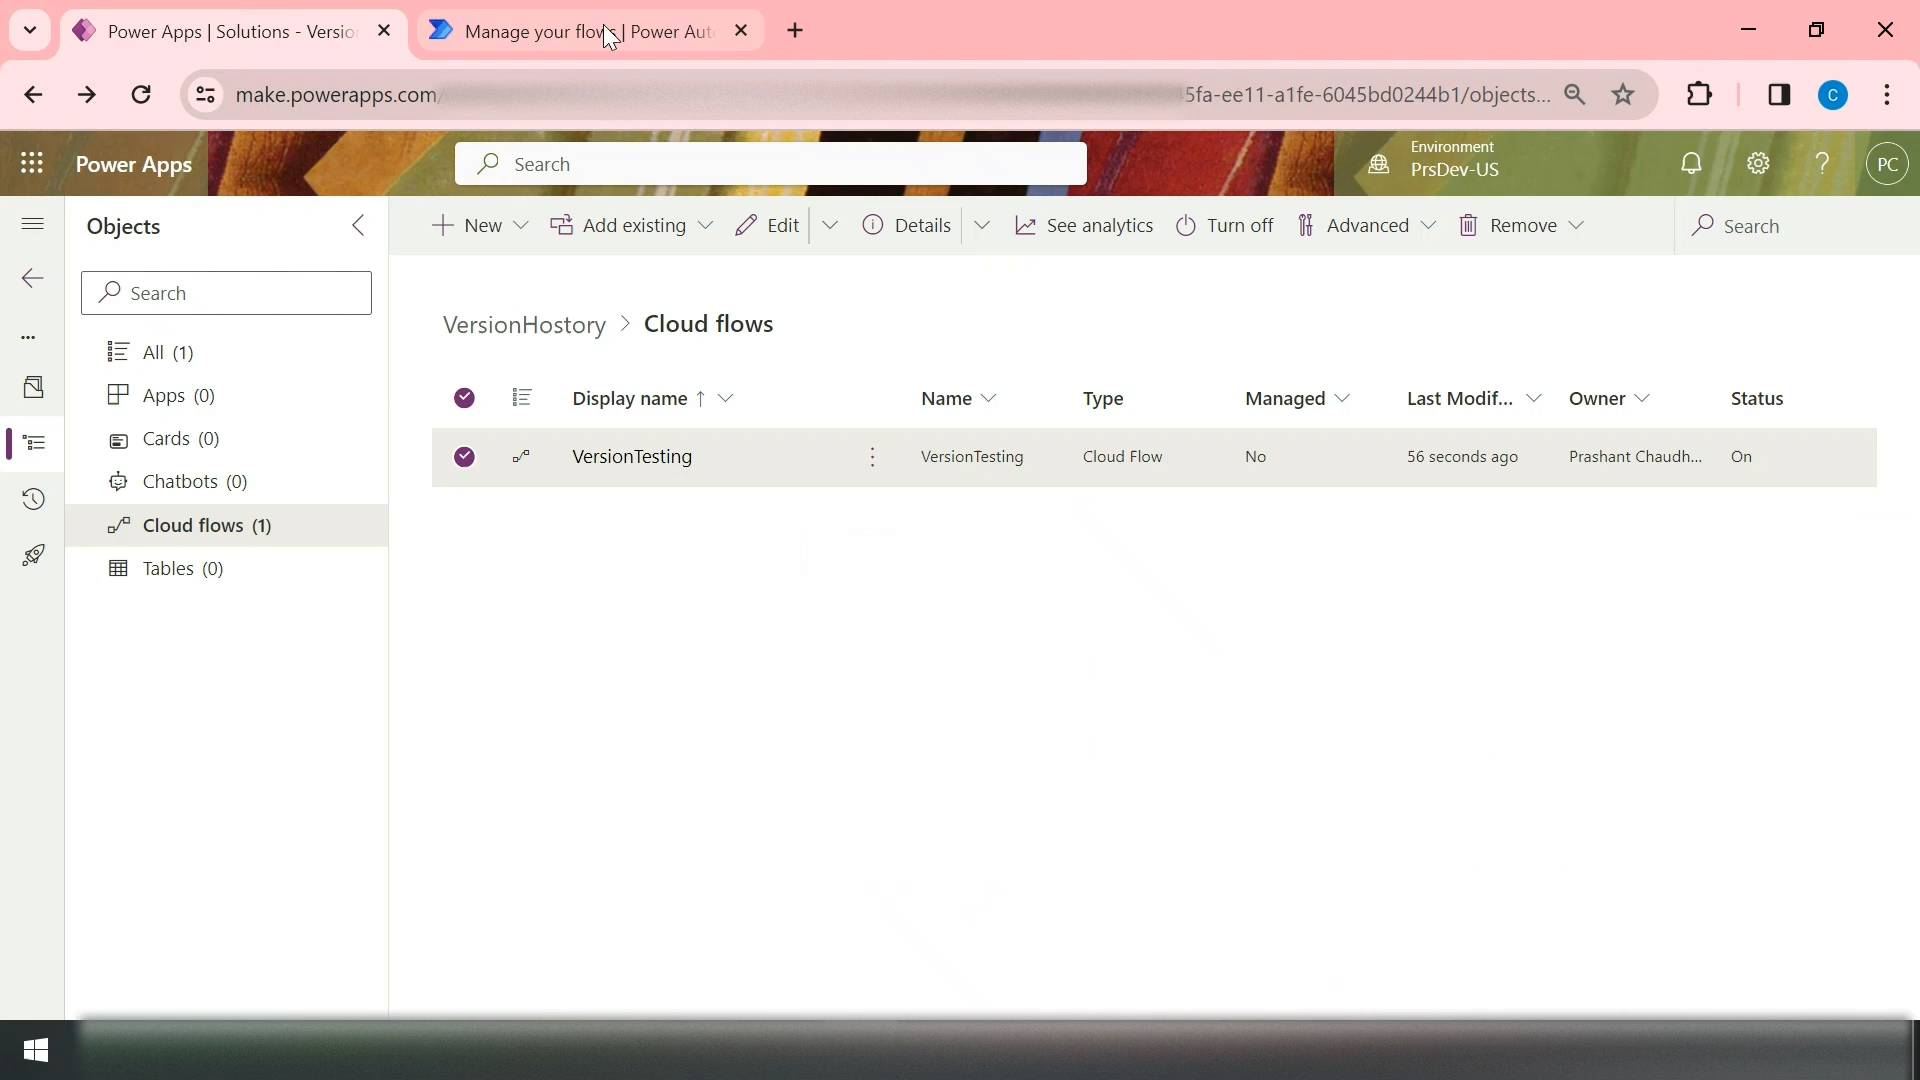 Power Apps | Solutions - Versio
Manage your flows | Power Aut
make.powerapps.com/
5fa-ee11-a1fe-6045bd0244b1/objects...
C
Power Apps
Search
Environment
PrsDev-US
PC
Objects
New
Add existing
Edit
Details
See analytics
Turn off
Advanced
Remove
Search
Search
VersionHostory > Cloud flows
All (1)
Apps (0)
Cards (0)
Chatbots (0)
Cloud flows (1)
Tables (0)
Display name ↑ Name Type Managed Last Modif... Owner Status
VersionTesting VersionTesting Cloud Flow No 56 seconds ago Prashant Chaudh... On